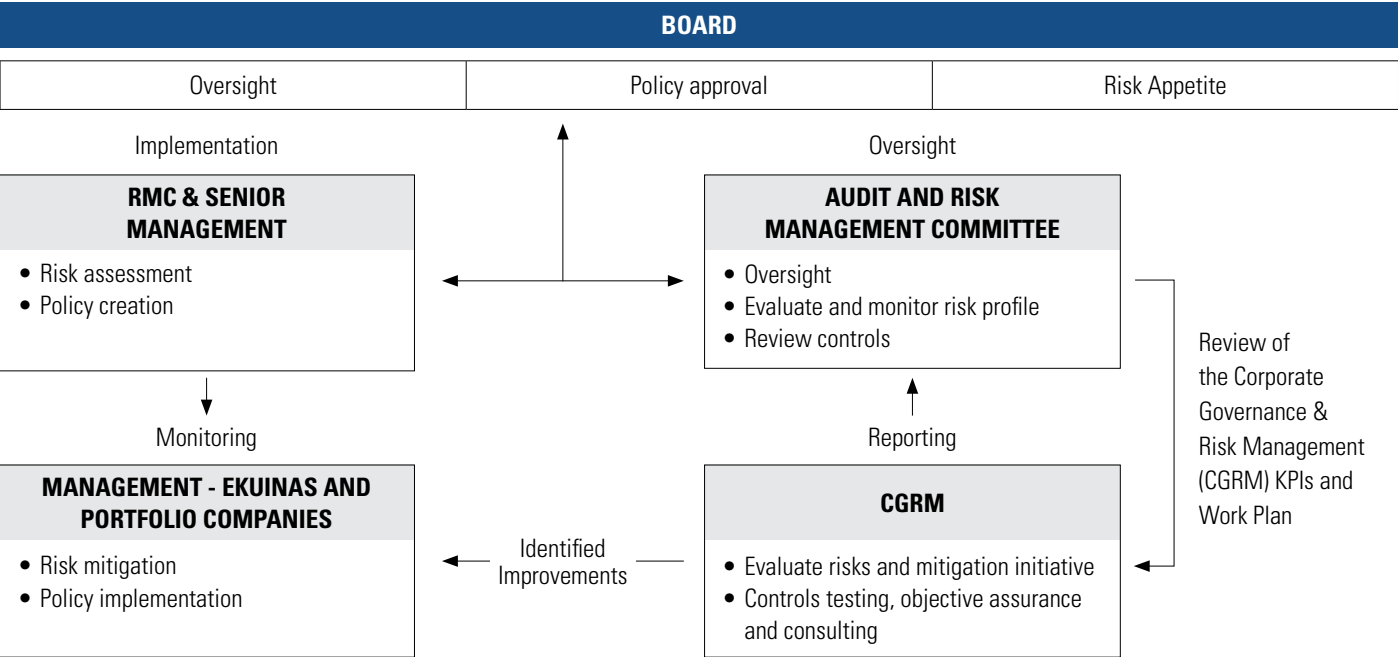 BOARD
Oversight
Policy approval
Risk Appetite
Implementation
Oversight
RMC & SENIOR
MANAGEMENT
• Risk assessment
• Policy creation
AUDIT AND RISK
MANAGEMENT COMMITTEE
• Oversight
• Evaluate and monitor risk profile
• Review controls
Review of
the Corporate
Governance &
Risk Management
(CGRM) KPIs and
Work Plan
Monitoring
Reporting
MANAGEMENT - EKUINAS AND
PORTFOLIO COMPANIES
• Risk mitigation
• Policy implementation
Identified
Improvements
CGRM
• Evaluate risks and mitigation initiative
• Controls testing, objective assurance
and consulting